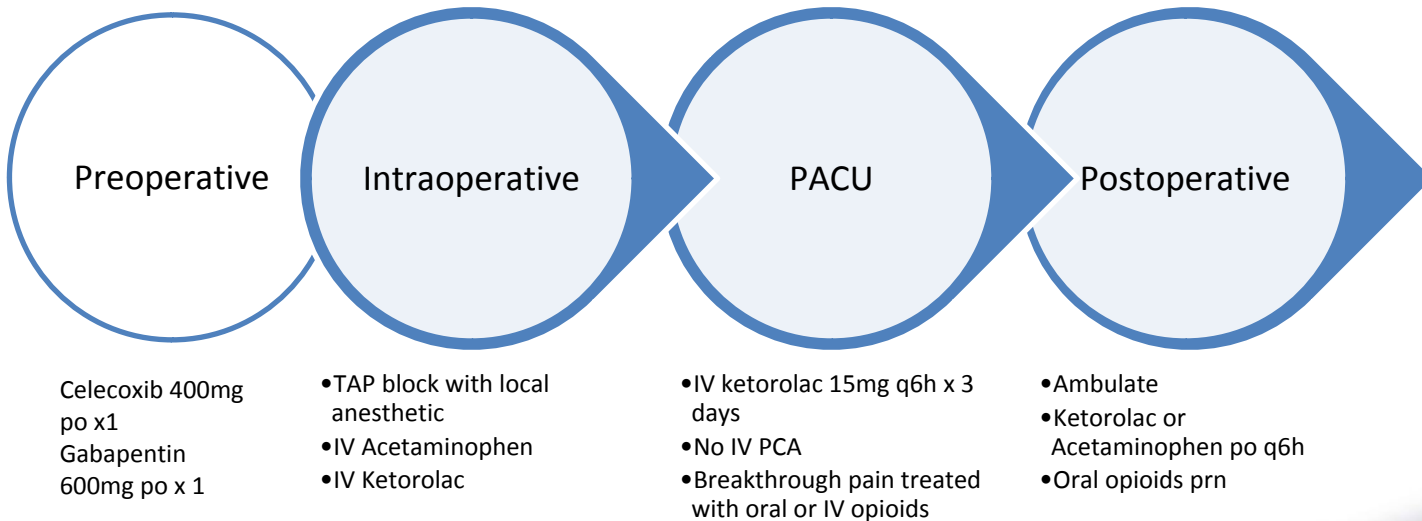 Preoperative
Intraoperative
PACU
Postoperative
Celecoxib 400mg
po x1
Gabapentin
600mg po x 1
•TAP block with local
anesthetic
•IV Acetaminophen
•IV Ketorolac
•IV ketorolac 15mg q6h x 3
days
•No IV PCA
•Breakthrough pain treated
with oral or IV opioids
•Ambulate
•Ketorolac or
Acetaminophen po q6h
•Oral opioids prn